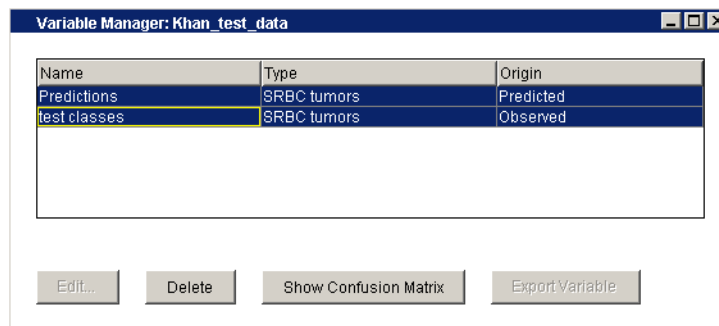 Variable Manager: Khan_test_data
Name Type Origin
Predictions SRBC tumors Predicted
test classes SRBC tumors Observed
Edit... Delete Show Confusion Matrix Export Variable